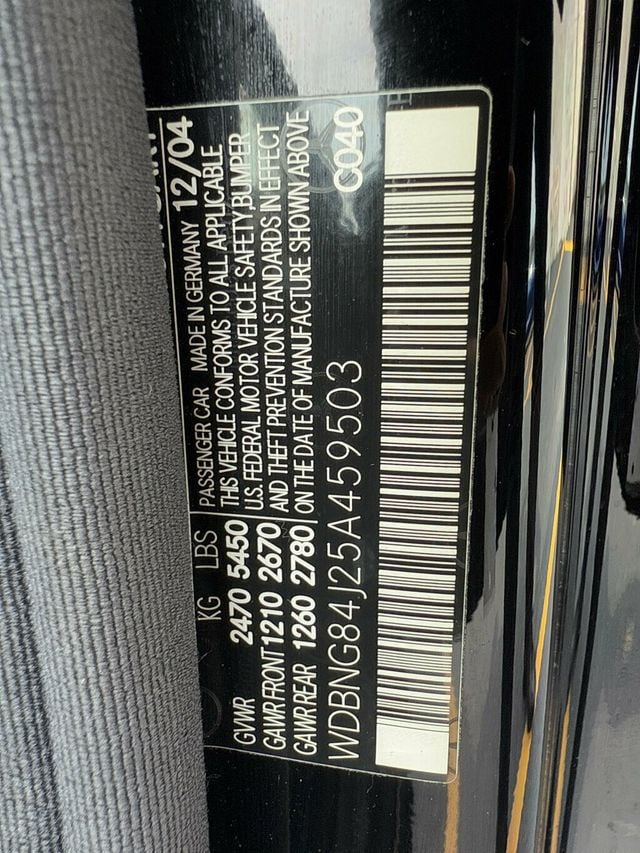 KG LBS
GVWR 2470 5450
GAWR FRONT 1210 2670
GAWR REAR 1260 2780
PASSENGER CAR MADE IN GERMANY 12/04
THIS VEHICLE CONFORMS TO ALL APPLICABLE
U.S. FEDERAL MOTOR VEHICLE SAFETY, BUMPER
AND THEFT PREVENTION STANDARDS IN EFFECT
ON THE DATE OF MANUFACTURE SHOWN ABOVE
WDBNG84J25A459503 C040